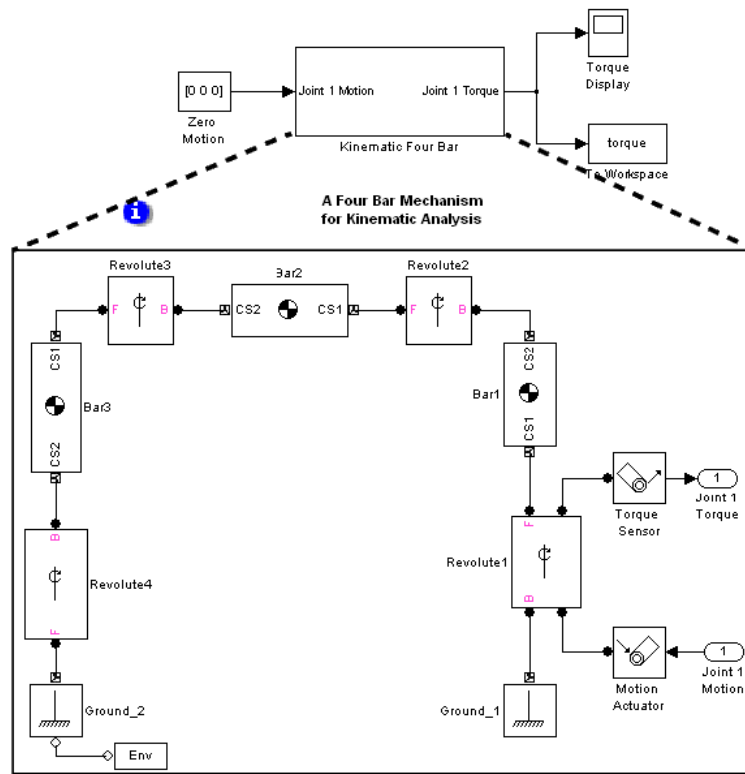 [0 0 0]
Zero
Motion
Joint 1 Motion
Joint 1 Torque
Kinematic Four Bar
Torque
Display
torque
To Workspace
i
A Four Bar Mechanism
for Kinematic Analysis
Revolute3
F
B
Bar2
CS2
CS1
Revolute2
F
B
CS1
CS2
Bar3
CS2
CS1
Bar1
B
F
Revolute4
F
B
Revolute1
Torque
Sensor
1
Joint 1
Torque
Motion
Actuator
1
Joint 1
Motion
Ground_2
Env
Ground_1